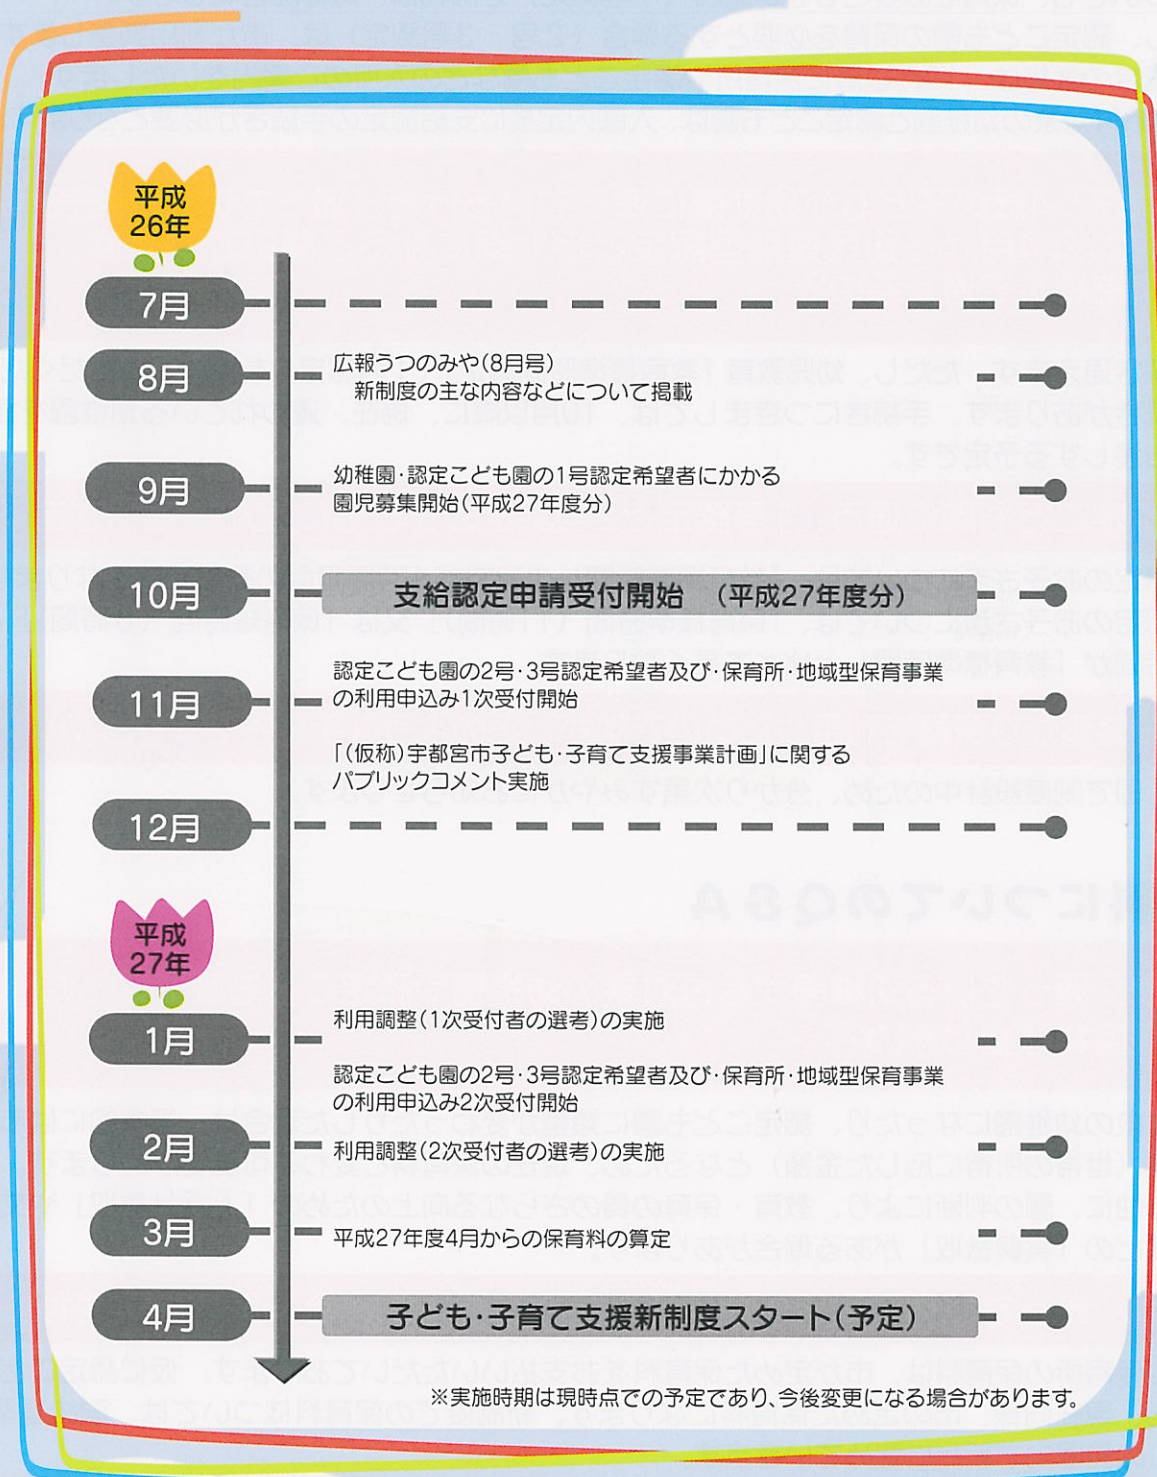 平成
26年
7月
8月
広報うつのみや(8月号)
新制度の主な内容などについて掲載
9月
幼稚園・認定こども園の1号認定希望者にかかる
園児募集開始(平成27年度分)
10月
支給認定申請受付開始　(平成27年度分)
11月
認定こども園の2号・3号認定希望者及び・保育所・地域型保育事業
の利用申込み1次受付開始
「(仮称)宇都宮市子ども・子育て支援事業計画」に関する
パブリックコメント実施
12月
平成
27年
1月
利用調整(1次受付者の選考)の実施
認定こども園の2号・3号認定希望者及び・保育所・地域型保育事業
の利用申込み2次受付開始
2月
利用調整(2次受付者の選考)の実施
3月
平成27年度4月からの保育料の算定
4月
子ども・子育て支援新制度スタート(予定)
※実施時期は現時点での予定であり、今後変更になる場合があります。